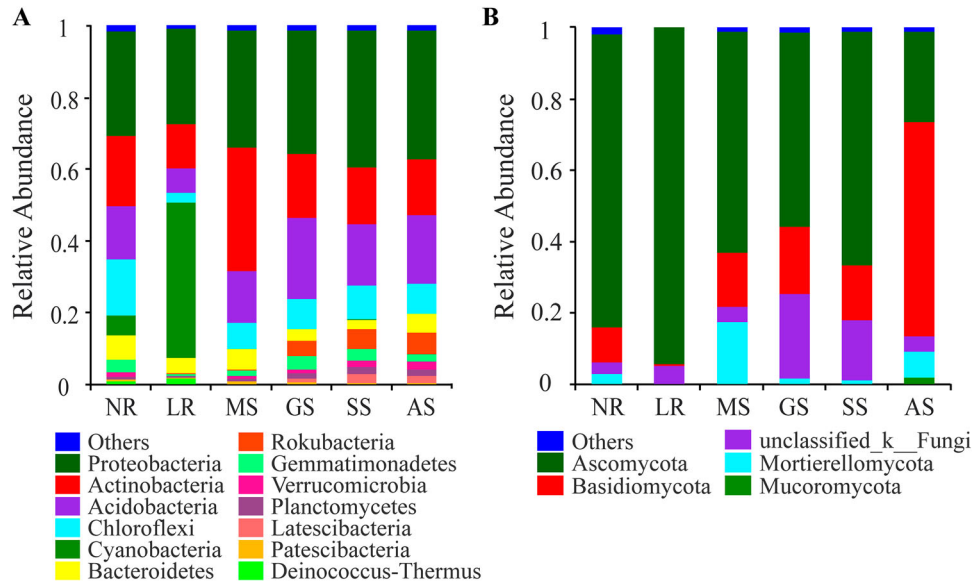 A
Relative Abundance
1
0.8
0.6
0.4
0.2
0
NR LR MS GS SS AS
Others
Proteobacteria
Actinobacteria
Acidobacteria
Chloroflexi
Cyanobacteria
Bacteroidetes
Rokubacteria
Gemmatimonadetes
Verrucomicrobia
Planctomycetes
Latescibacteria
Patescibacteria
Deinococcus-Thermus
B
Relative Abundance
1
0.8
0.6
0.4
0.2
0
NR LR MS GS SS AS
Others
Ascomycota
Basidiomycota
unclassified_k__Fungi
Mortierellomycota
Mucoromycota